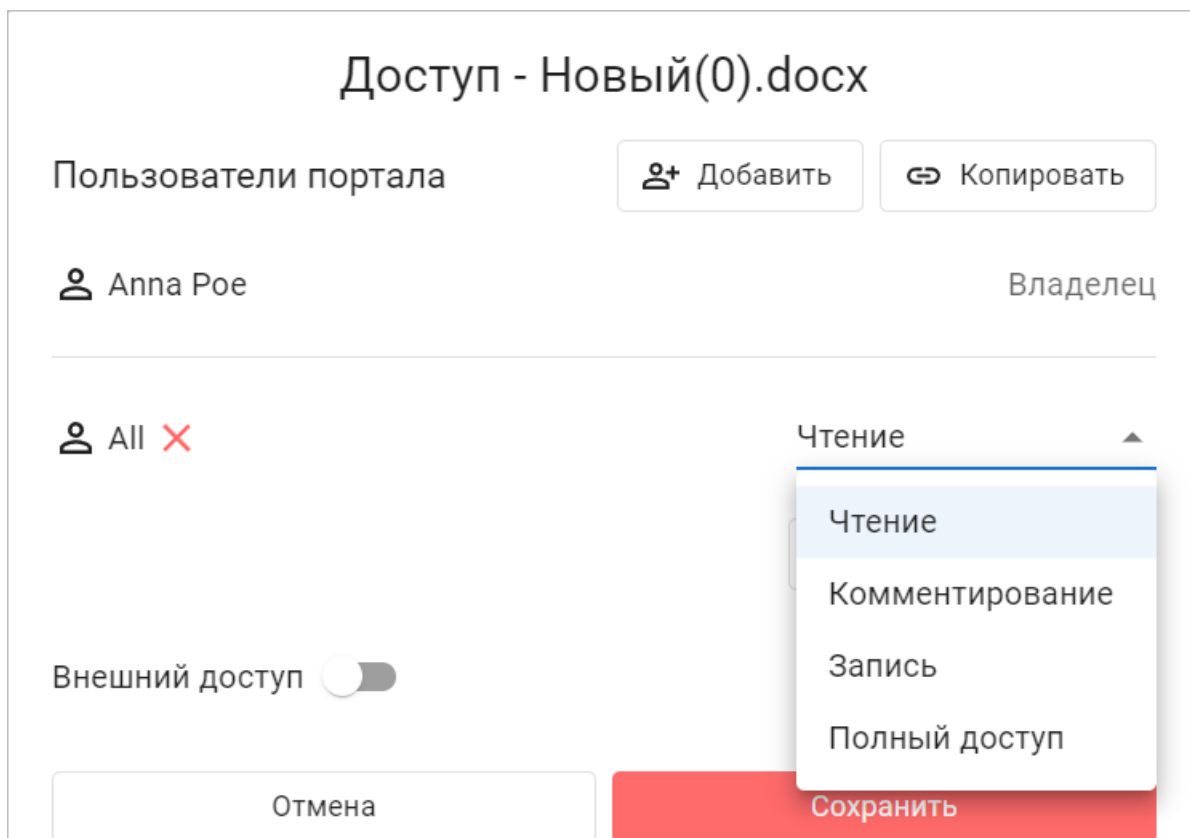 Доступ - Новый(0).docx
Пользователи портала
Добавить
Копировать
Anna Poe
Владелец
All
Чтение
Чтение
Комментирование
Запись
Полный доступ
Внешний доступ
Отмена
Сохранить